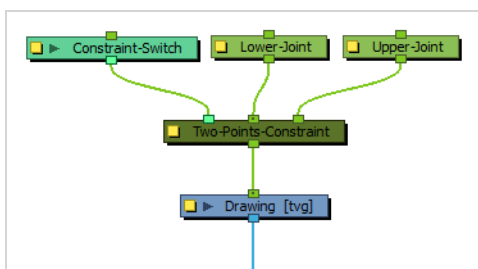 Constraint-Switch
Lower-Joint
Upper-Joint
Two-Points-Constraint
Drawing [tvg]